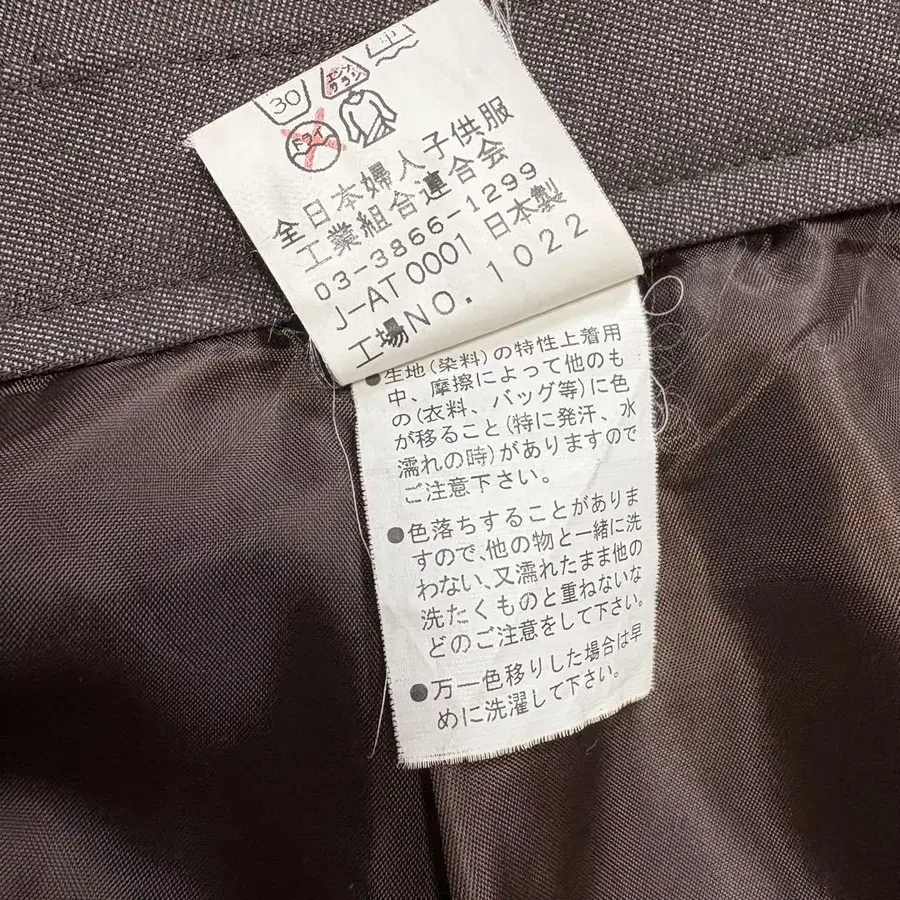 30
エンソ
サラシ
中
ドライ
全日本婦人子供服
工業組合連合会
03-3866-1299
J-AT0001 日本製
工場NO. 1022
●生地(染料)の特性上着用
中、摩擦によって他のも
の(衣料、バッグ等)に色
が移ること(特に発汗、水
濡れの時)がありますので
ご注意下さい。
●色落ちすることがありま
すので、他の物と一緒に洗
わない、又濡れたまま他の
洗たくものと重ねないな
どのご注意をして下さい。
●万一色移りした場合は早
めに洗濯して下さい。